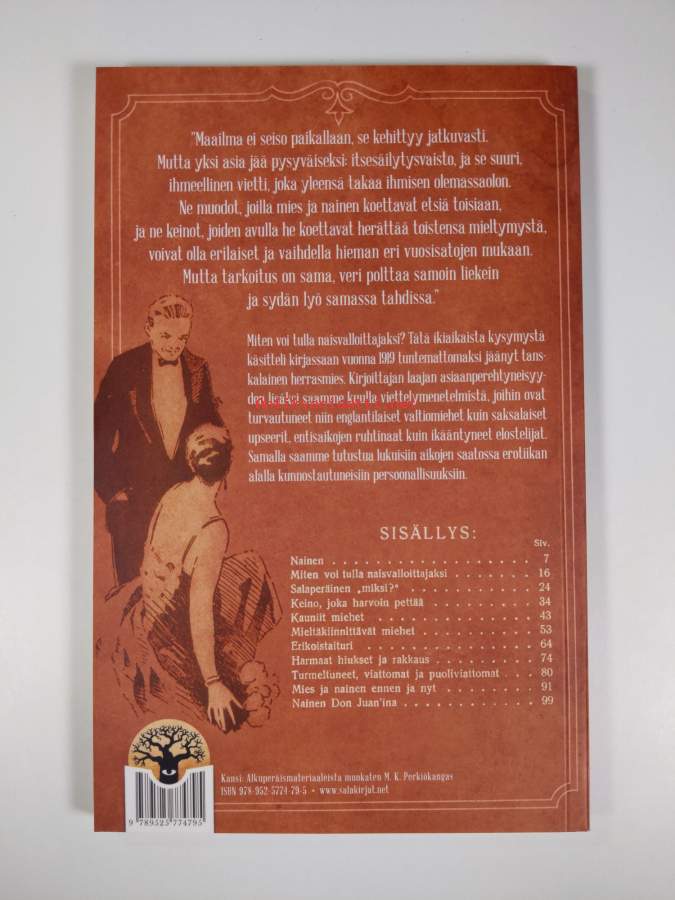 "Maailma ei seiso paikallaan, se kehittyy jatkuvasti.
Mutta yksi asia jää pysyväiseksi: itsesäilytysvaisto, ja se suuri,
ihmeellinen vietti, joka yleensä takaa ihmisen olemassaolon.
Ne muodot, joilla mies ja nainen koettavat etsiä toisiaan,
ja ne keinot, joiden avulla he koettavat herättää toistensa mieltymystä,
voivat olla erilaiset ja vaihdella hieman eri vuosisatojen mukaan.
Mutta tarkoitus on sama, veri polttaa samoin liekein
ja sydän lyö samassa tahdissa."
Miten voi tulla naisvalloittajaksi? Tätä ikiaikaista kysymystä
käsitteli kirjassaan vuonna 1919 tuntemattomaksi jäänyt tans-
kalainen herrasmies. Kirjoittajan laajan asiaanperehtyneisyy-
den lisäksi saamme kuulla viettelymenetelmistä, joihin ovat
turvautuneet niin englantilaiset valtiomiehet kuin saksalaiset
upseerit, entisaikojen ruhtinaat kuin ikääntyneet elostelijat.
Samalla saamme tutustua lukuisiin aikojen saatossa erotiikan
alalla kunnostautuneisiin persoonallisuuksiin.
SISÄLLYS:
Siv.
Nainen . . . . . . . . . . . . . . . . . . 7
Miten voi tulla naisvalloittajaksi . . . . . . . 16
Salaperäinen „miksi?" . . . . . . . . . . . . 24
Keino, joka harvoin pettää . . . . . . . . . 34
Kauniit miehet . . . . . . . . . . . . . . 43
Mieltäkiinnittävät miehet . . . . . . . . . . 53
Erikoistaituri . . . . . . . . . . . . . . . 64
Harmaat hiukset ja rakkaus . . . . . . . . . 74
Turmeltuneet, viattomat ja puoliviattomat . . . . 80
Mies ja nainen ennen ja nyt . . . . . . . . . 91
Nainen Don Juan'ina . . . . . . . . . . . . 99
Kansi: Alkuperäismateriaaleista muokaten M. K. Perkiökangas
ISBN 978-952-5774-79-5 • www.salakirjat.net
9 789525 774795